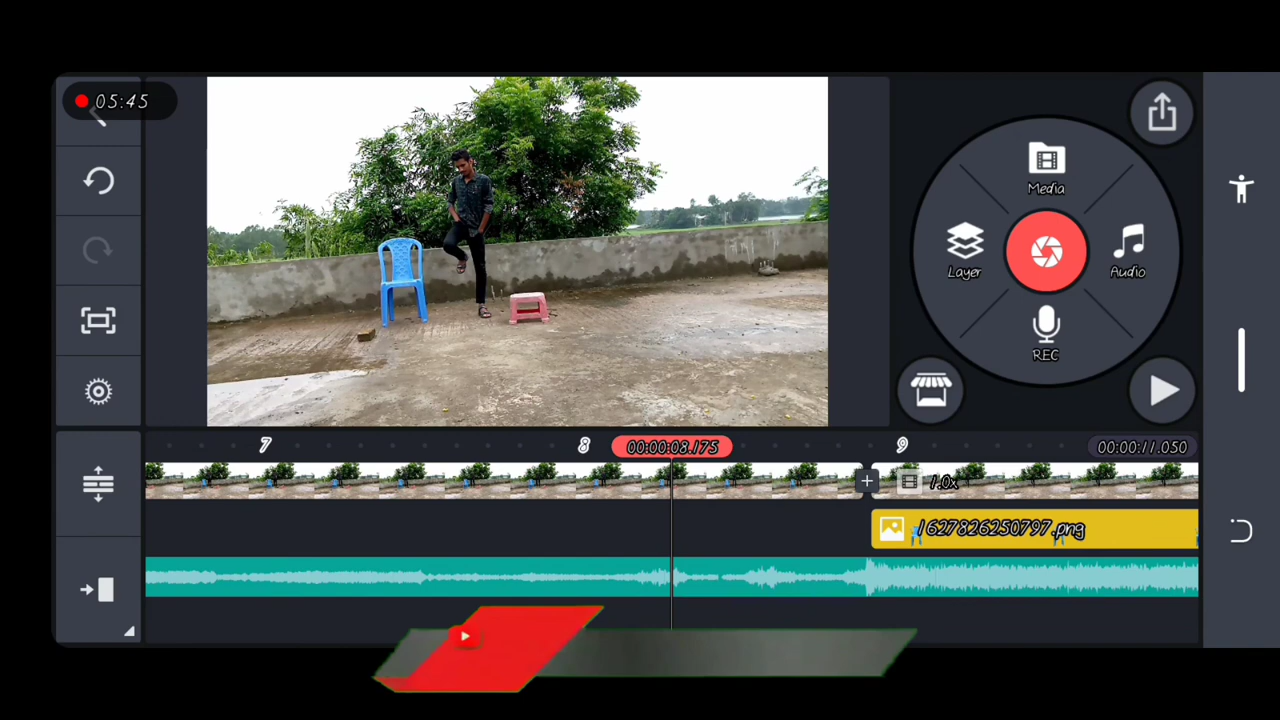 05:45
Media
Layer
Audio
REC
7
8
00:00:08.175
9
00:00:11.050
1.0x
1627826250797.png